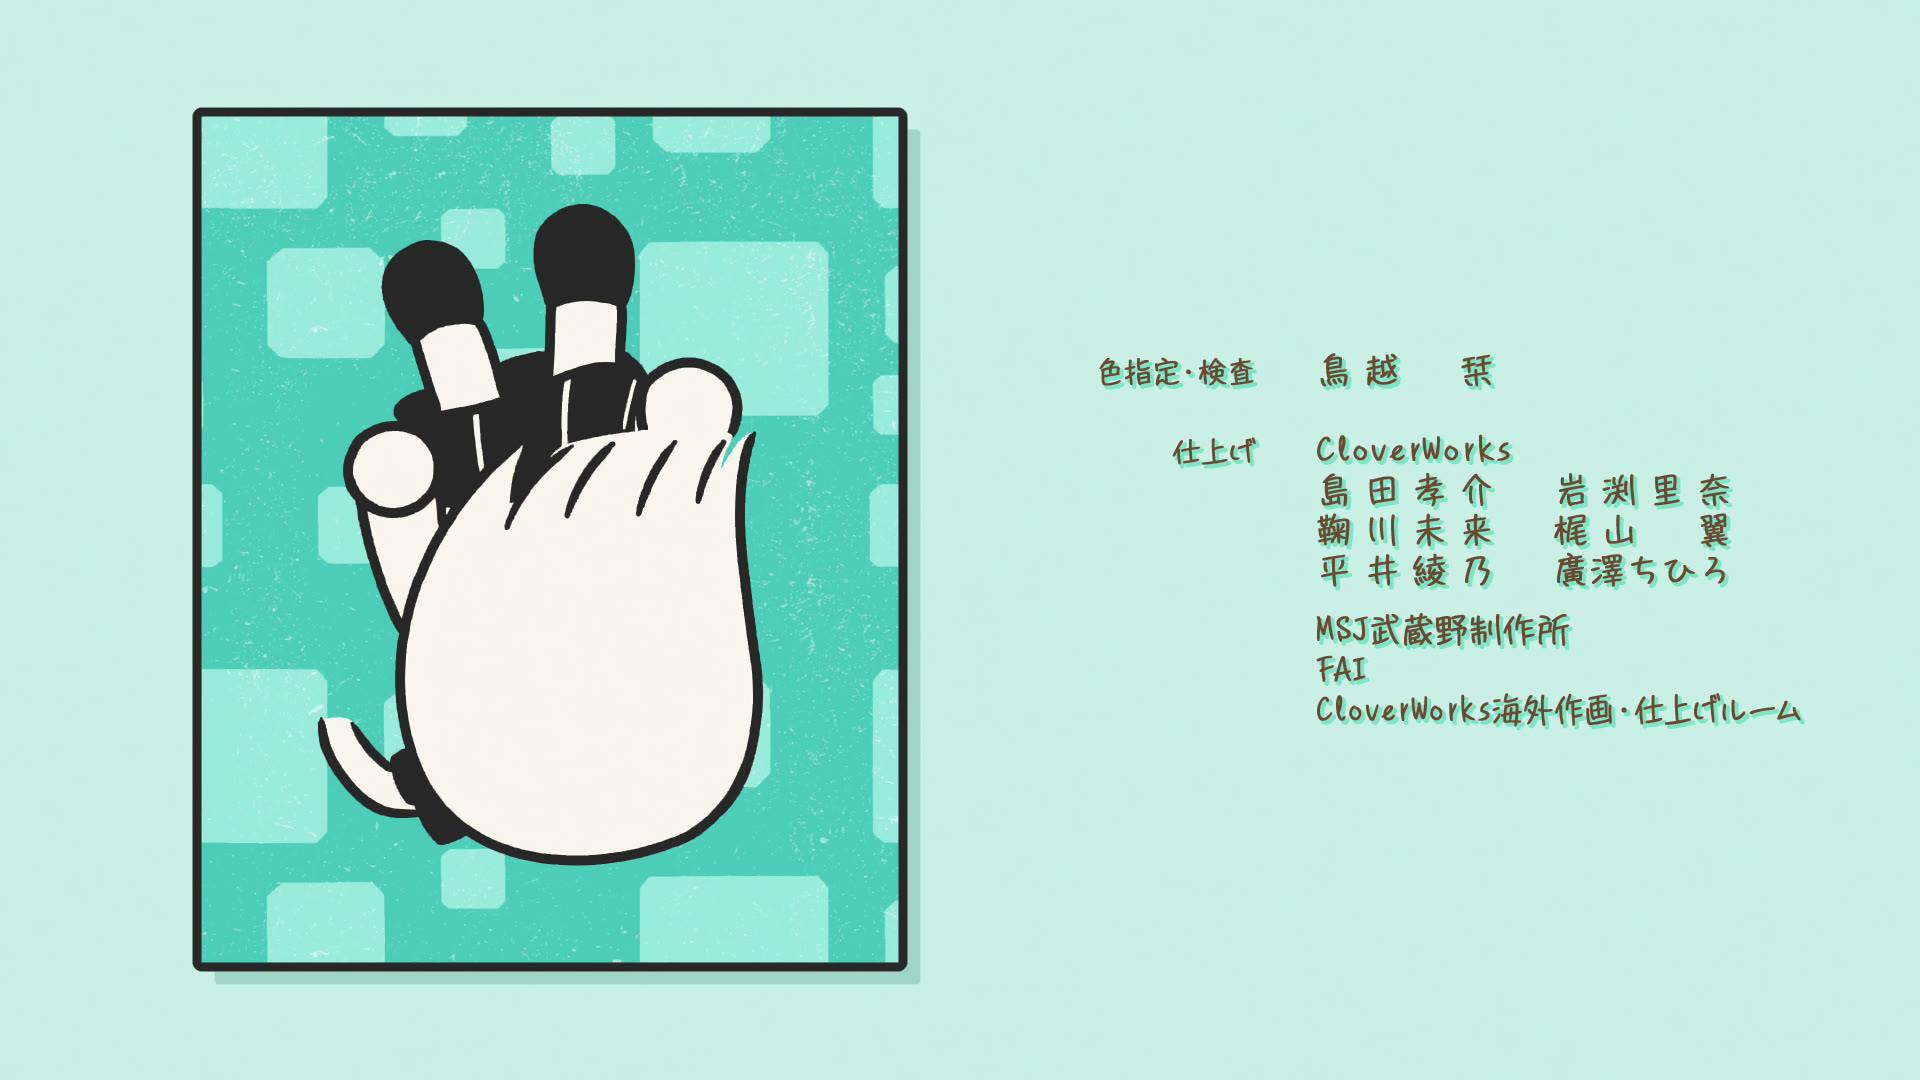 色指定・検査 鳥越 栞
仕上げ CloverWorks
島田孝介 岩渕里奈
鞠川未来 梶山 翼
平井綾乃 廣澤ちひろ
MSJ武蔵野制作所
FAI
CloverWorks海外作画・仕上げルーム